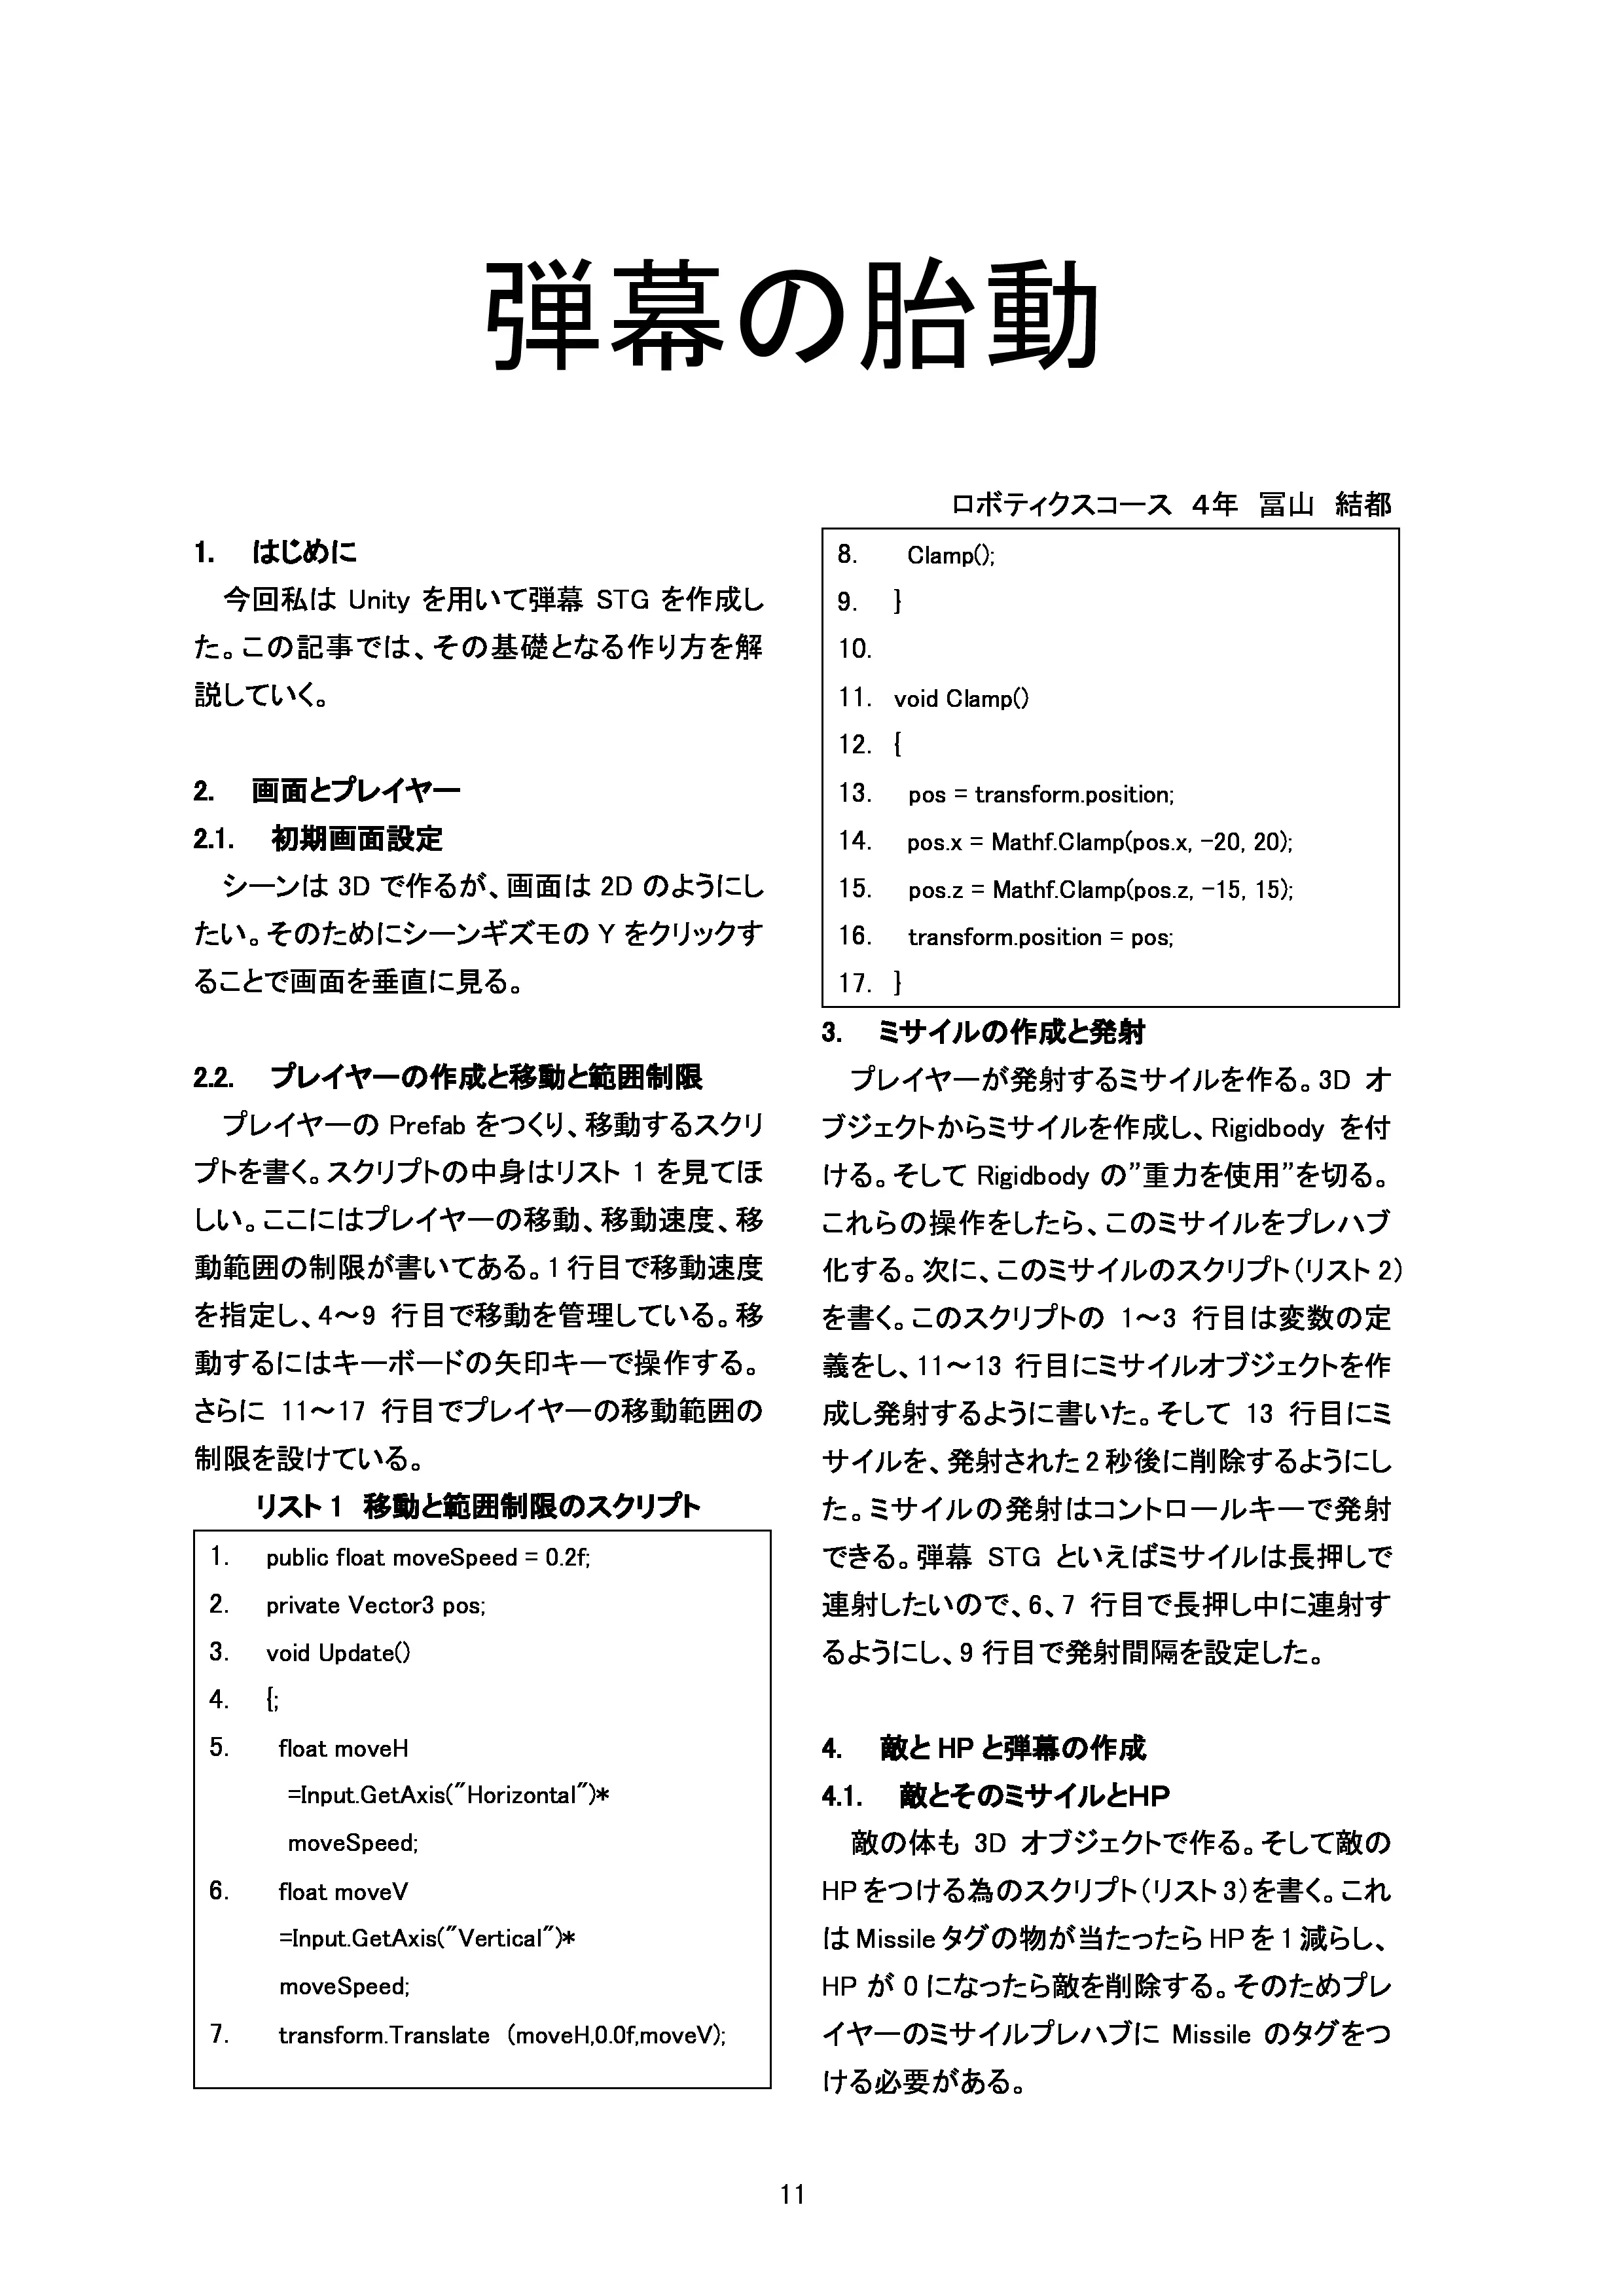 弾幕の胎動
ロボティクスコース　4年　冨山　結都
1.　はじめに
　今回私は Unity を用いて弾幕 STG を作成し
た。この記事では、その基礎となる作り方を解
説していく。
2.　画面とプレイヤー
2.1.　初期画面設定
　シーンは 3D で作るが、画面は 2D のようにし
たい。そのためにシーンギズモの Y をクリックす
ることで画面を垂直に見る。
2.2.　プレイヤーの作成と移動と範囲制限
　プレイヤーの Prefab をつくり、移動するスクリ
プトを書く。スクリプトの中身はリスト 1 を見てほ
しい。ここにはプレイヤーの移動、移動速度、移
動範囲の制限が書いてある。1 行目で移動速度
を指定し、4～9 行目で移動を管理している。移
動するにはキーボードの矢印キーで操作する。
さらに 11～17 行目でプレイヤーの移動範囲の
制限を設けている。
リスト 1　移動と範囲制限のスクリプト
1.　public float moveSpeed = 0.2f;
2.　private Vector3 pos;
3.　void Update()
4.　{;
5.　float moveH
=Input.GetAxis("Horizontal")*
moveSpeed;
6.　float moveV
=Input.GetAxis("Vertical")*
moveSpeed;
7.　transform.Translate（moveH,0.0f,moveV);
8.　Clamp();
9.　}
10.
11.　void Clamp()
12.　{
13.　pos = transform.position;
14.　pos.x = Mathf.Clamp(pos.x, -20, 20);
15.　pos.z = Mathf.Clamp(pos.z, -15, 15);
16.　transform.position = pos;
17.　}
3.　ミサイルの作成と発射
　プレイヤーが発射するミサイルを作る。3D オ
ブジェクトからミサイルを作成し、Rigidbody を付
ける。そして Rigidbody の”重力を使用”を切る。
これらの操作をしたら、このミサイルをプレハブ
化する。次に、このミサイルのスクリプト（リスト 2）
を書く。このスクリプトの 1～3 行目は変数の定
義をし、11～13 行目にミサイルオブジェクトを作
成し発射するように書いた。そして 13 行目にミ
サイルを、発射された 2 秒後に削除するようにし
た。ミサイルの発射はコントロールキーで発射
できる。弾幕 STG といえばミサイルは長押しで
連射したいので、6、7 行目で長押し中に連射す
るようにし、9 行目で発射間隔を設定した。
4.　敵と HP と弾幕の作成
4.1.　敵とそのミサイルとHP
　敵の体も 3D オブジェクトで作る。そして敵の
HP をつける為のスクリプト（リスト 3）を書く。これ
は Missile タグの物が当たったら HP を 1 減らし、
HP が 0 になったら敵を削除する。そのためプレ
イヤーのミサイルプレハブに Missile のタグをつ
ける必要がある。
11